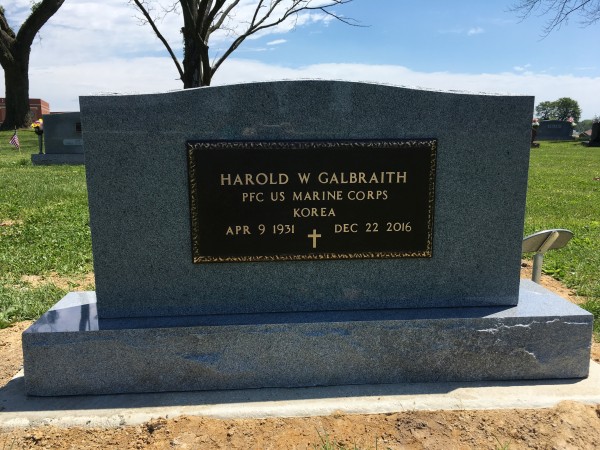 HAROLD W GALBRAITH
PFC US MARINE CORPS
KOREA
APR 9 1931 DEC 22 2016